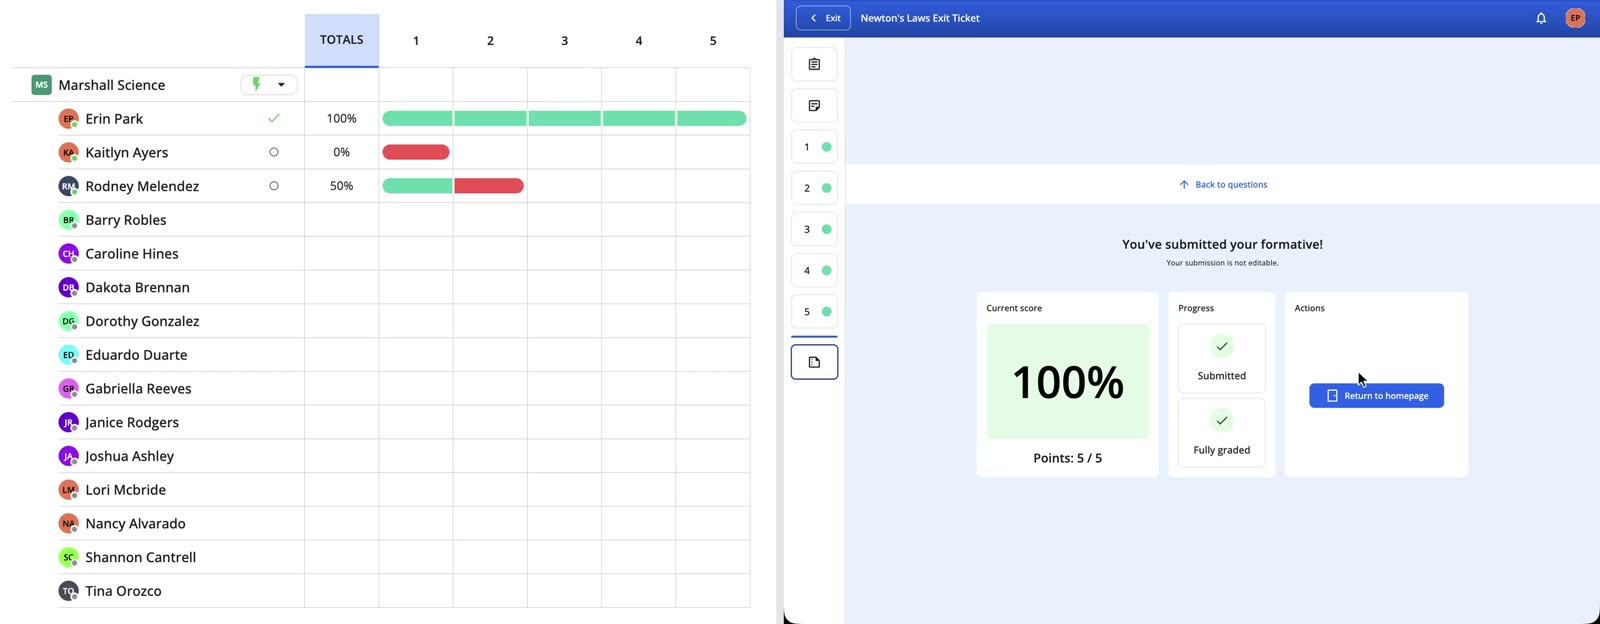 TOTALS 1 2 3 4 5
MS Marshall Science
EP Erin Park 100%
KA Kaitlyn Ayers 0%
RM Rodney Melendez 50%
BR Barry Robles
CH Caroline Hines
DB Dakota Brennan
DG Dorothy Gonzalez
ED Eduardo Duarte
GR Gabriella Reeves
JR Janice Rodgers
JA Joshua Ashley
LM Lori Mcbride
NA Nancy Alvarado
SC Shannon Cantrell
TO Tina Orozco
Exit Newton's Laws Exit Ticket EP
1
2
3
4
5
Back to questions
You've submitted your formative!
Your submission is not editable.
Current score
100%
Points: 5 / 5
Progress
Submitted
Fully graded
Actions
Return to homepage